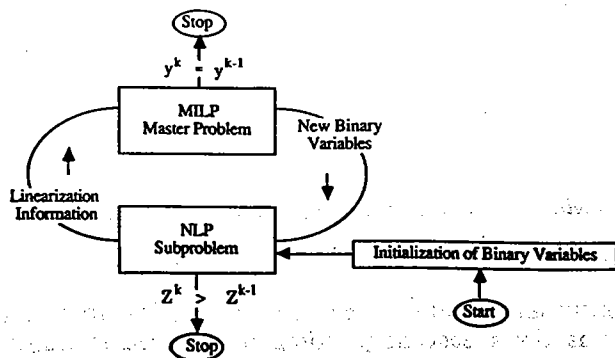 Stop
y^k = y^{k-1}
MILP
Master Problem
New Binary
Variables
Linearization
Information
NLP
Subproblem
Initialization of Binary Variables
Z^k > Z^{k-1}
Start
Stop